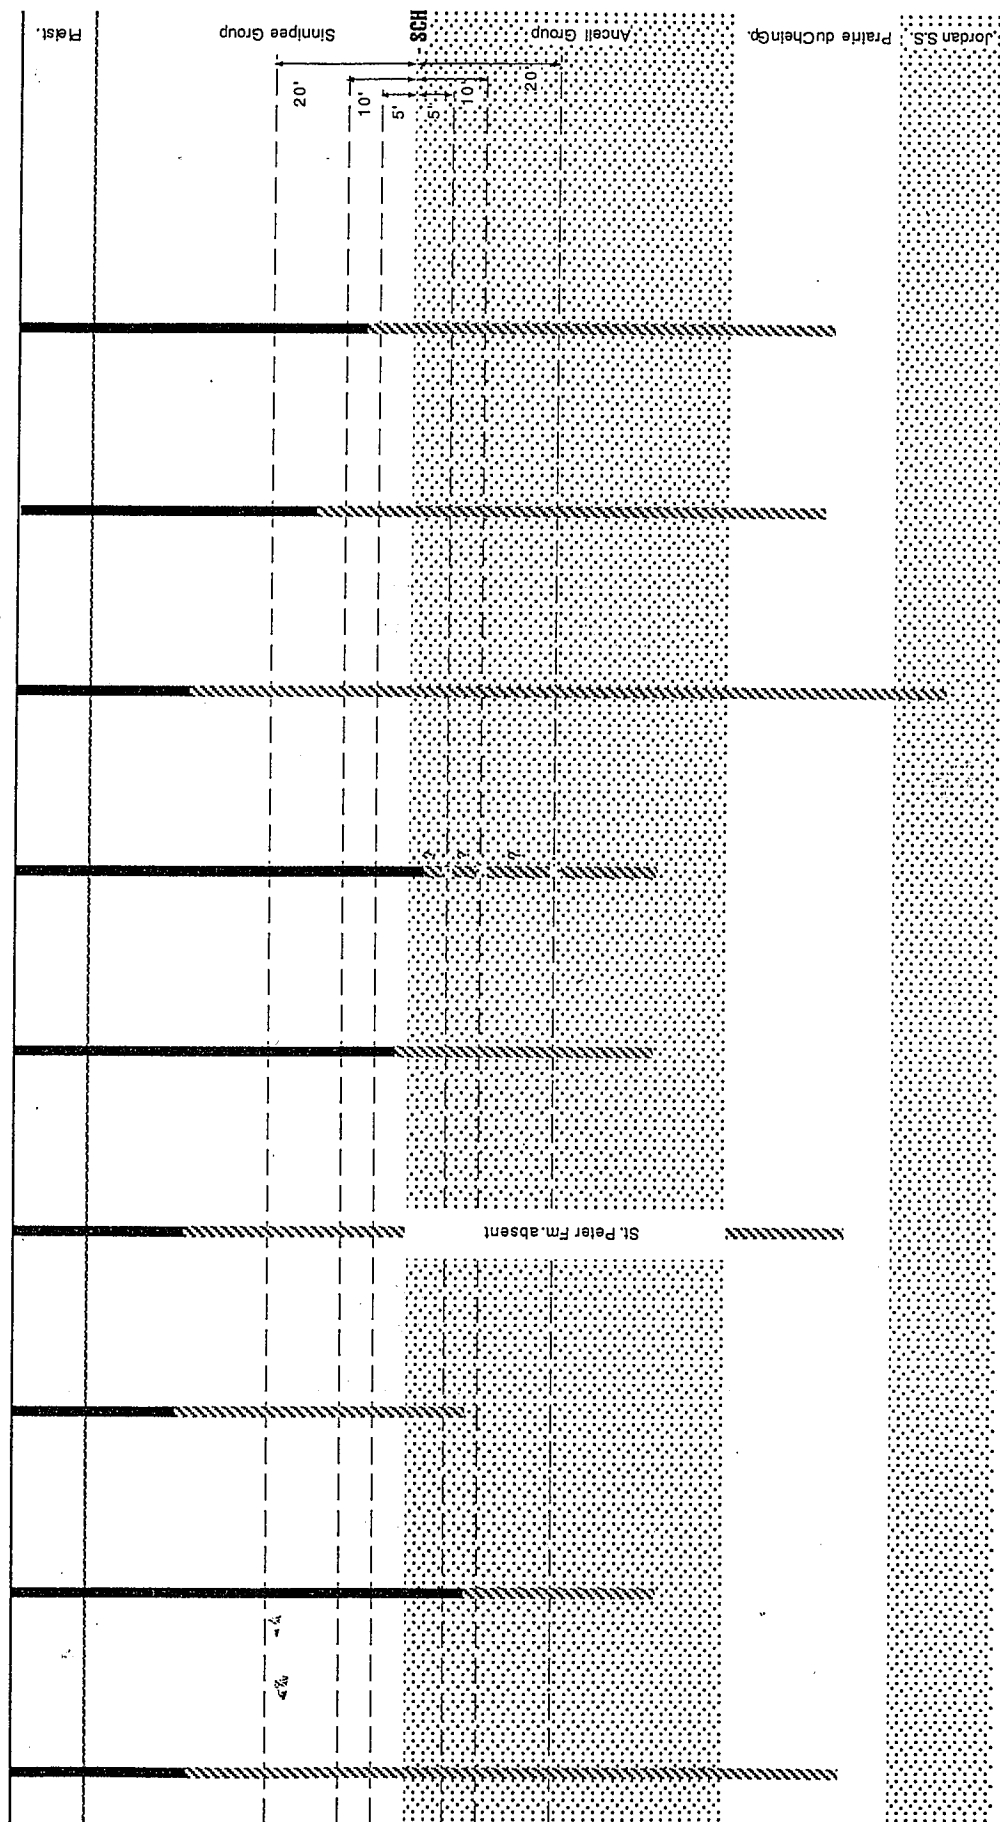 Pleist.
Sinnipee Group
- SCH
Ancell Group
Prairie du Chein Gp.
Jordan S.S.
20'
10'
5'
5'
10'
20'
?
?
?
St. Peter Fm. absent